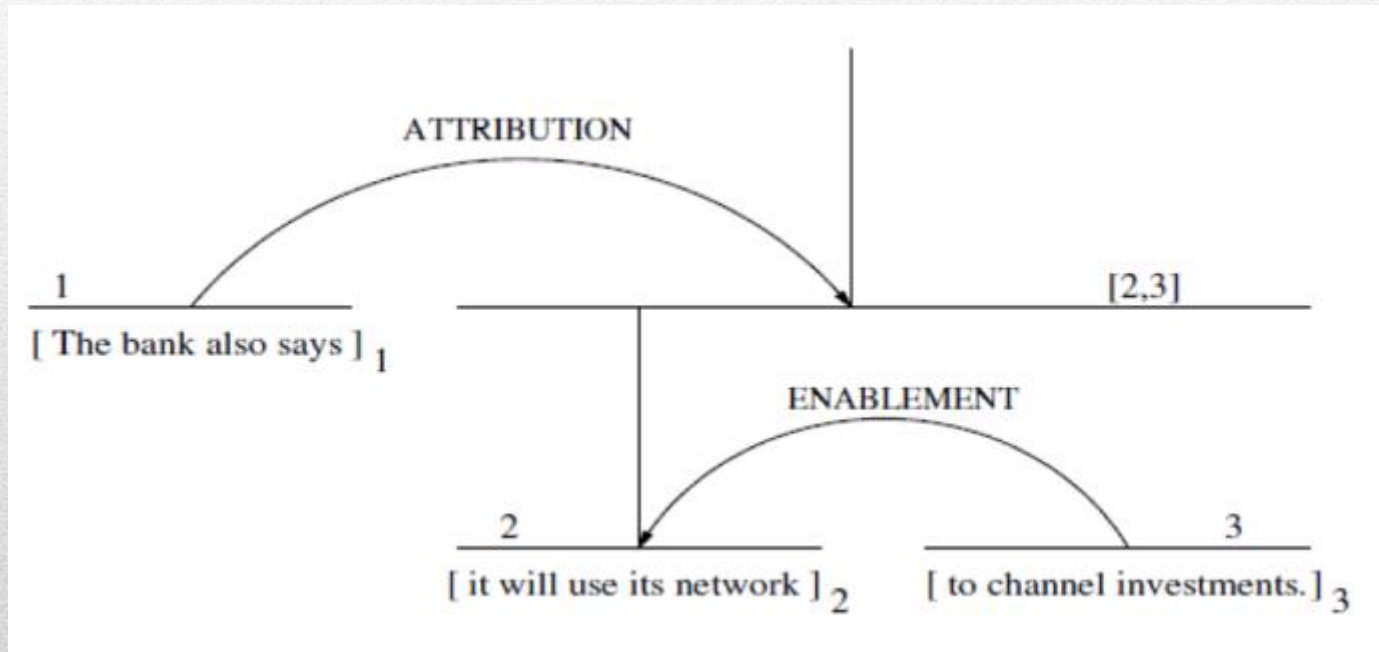 ATTRIBUTION
1
[2,3]
[ The bank also says ] 1
ENABLEMENT
2
3
[ it will use its network ] 2
[ to channel investments.] 3